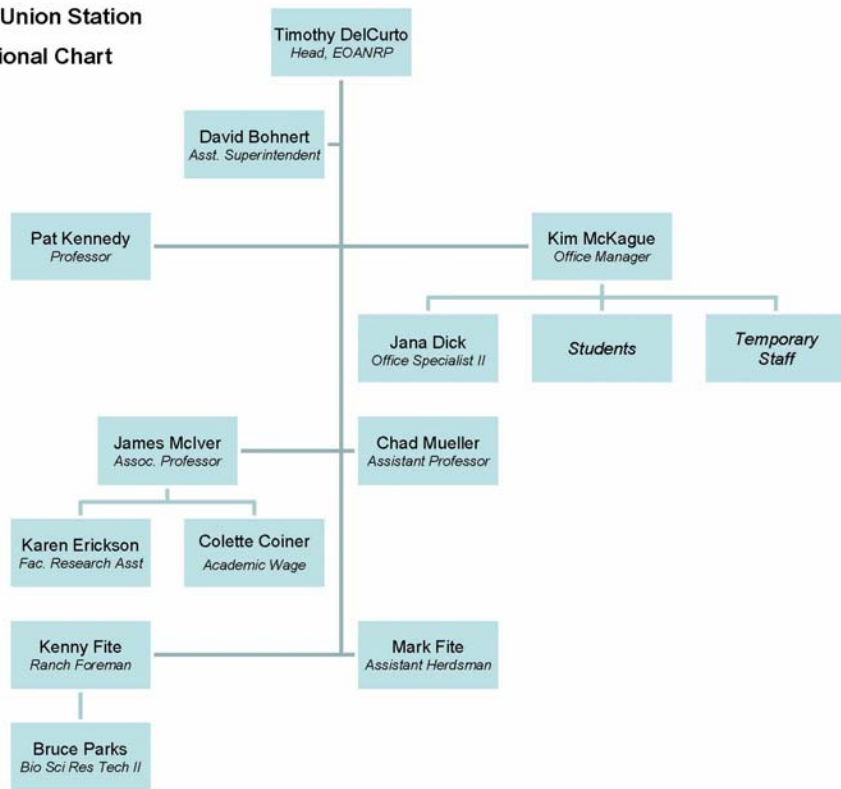 Union Station
ional Chart
Timothy DelCurto
Head, EOANRP
David Bohnert
Asst. Superintendent
Pat Kennedy
Professor
Kim McKague
Office Manager
Jana Dick
Office Specialist II
Students
Temporary
Staff
James McIver
Assoc. Professor
Chad Mueller
Assistant Professor
Karen Erickson
Fac. Research Asst
Colette Coiner
Academic Wage
Kenny Fite
Ranch Foreman
Mark Fite
Assistant Herdsman
Bruce Parks
Bio Sci Res Tech II